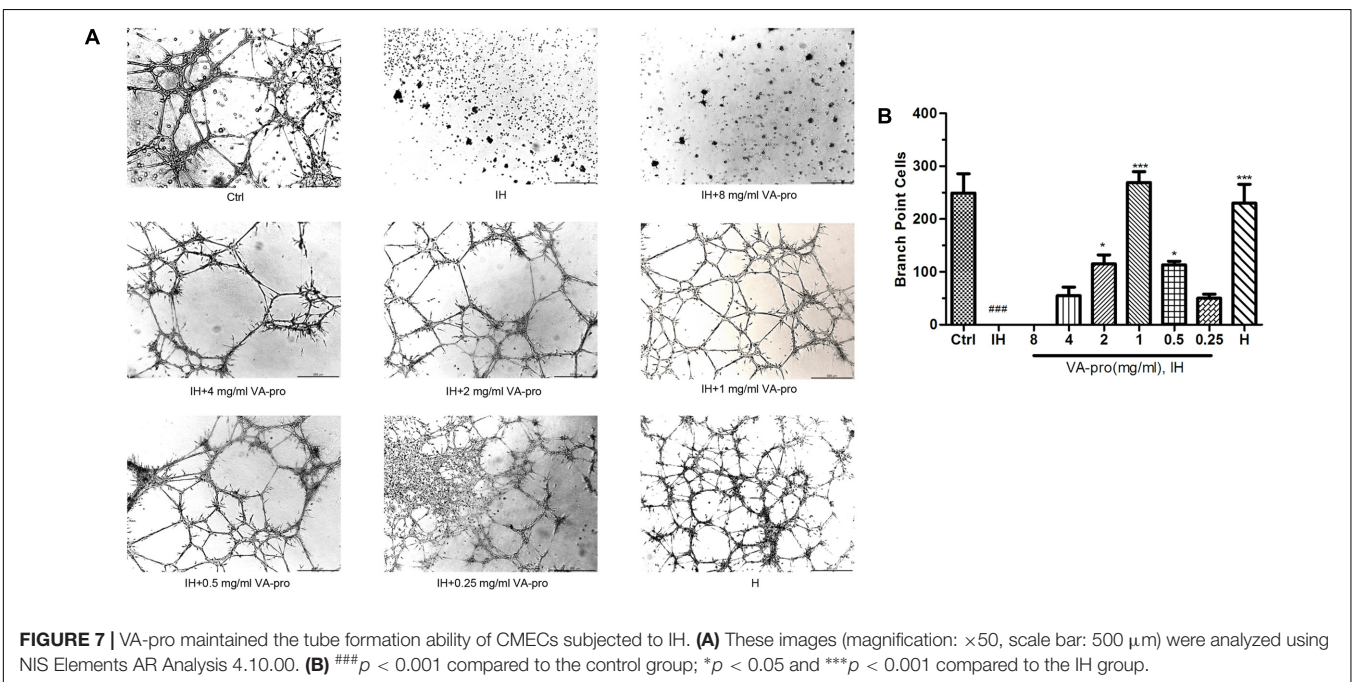 A
Ctrl
IH
IH+8 mg/ml VA-pro
IH+4 mg/ml VA-pro
IH+2 mg/ml VA-pro
IH+1 mg/ml VA-pro
IH+0.5 mg/ml VA-pro
IH+0.25 mg/ml VA-pro
H
B
Branch Point Cells
400
300
200
100
0
###
*
***
*
***
Ctrl IH 8 4 2 1 0.5 0.25 H
VA-pro(mg/ml), IH
FIGURE 7 | VA-pro maintained the tube formation ability of CMECs subjected to IH. (A) These images (magnification: ×50, scale bar: 500 μm) were analyzed using
NIS Elements AR Analysis 4.10.00. (B) ###p < 0.001 compared to the control group; *p < 0.05 and ***p < 0.001 compared to the IH group.